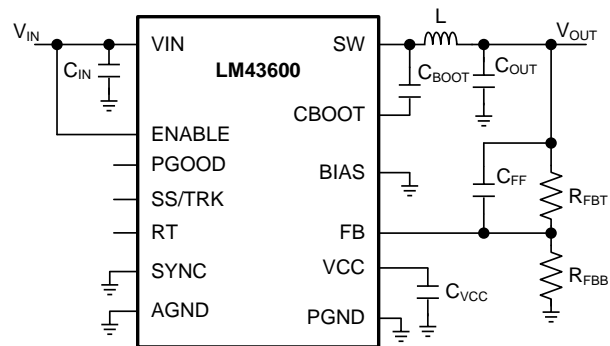 VIN
VIN
CIN
ENABLE
PGOOD
SS/TRK
RT
SYNC
AGND
LM43600
SW
CBOOT
BIAS
FB
VCC
PGND
L
VOUT
CBOOT
COUT
CFF
RFBT
RFBB
CVCC